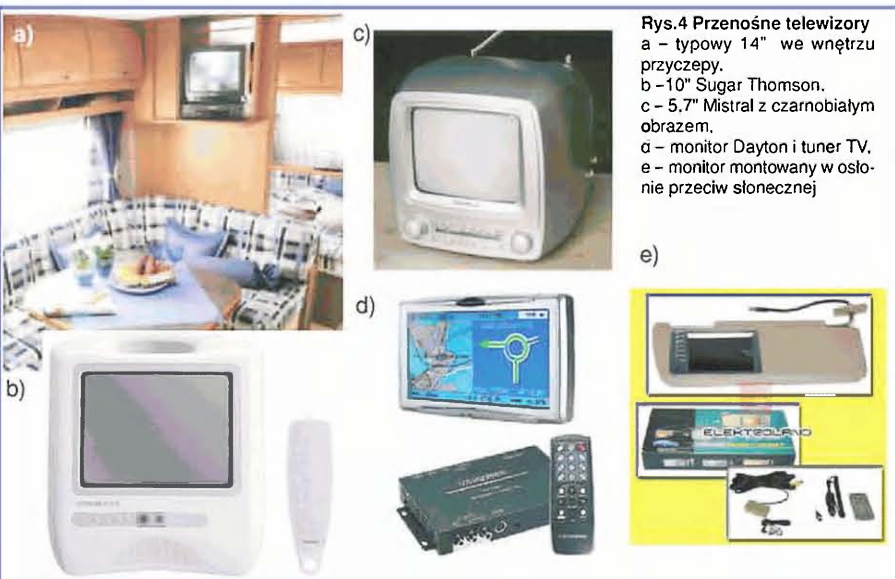 a)
c)
Rys.4 Przenośne telewizory
a – typowy 14" we wnętrzu
przyczepy,
b –10" Sugar Thomson,
c – 5,7" Mistral z czarnobiałym
obrazem,
d – monitor Dayton i tuner TV,
e – monitor montowany w osło-
nie przeciw słonecznej
e)
d)
b)
ELEKTROLAND